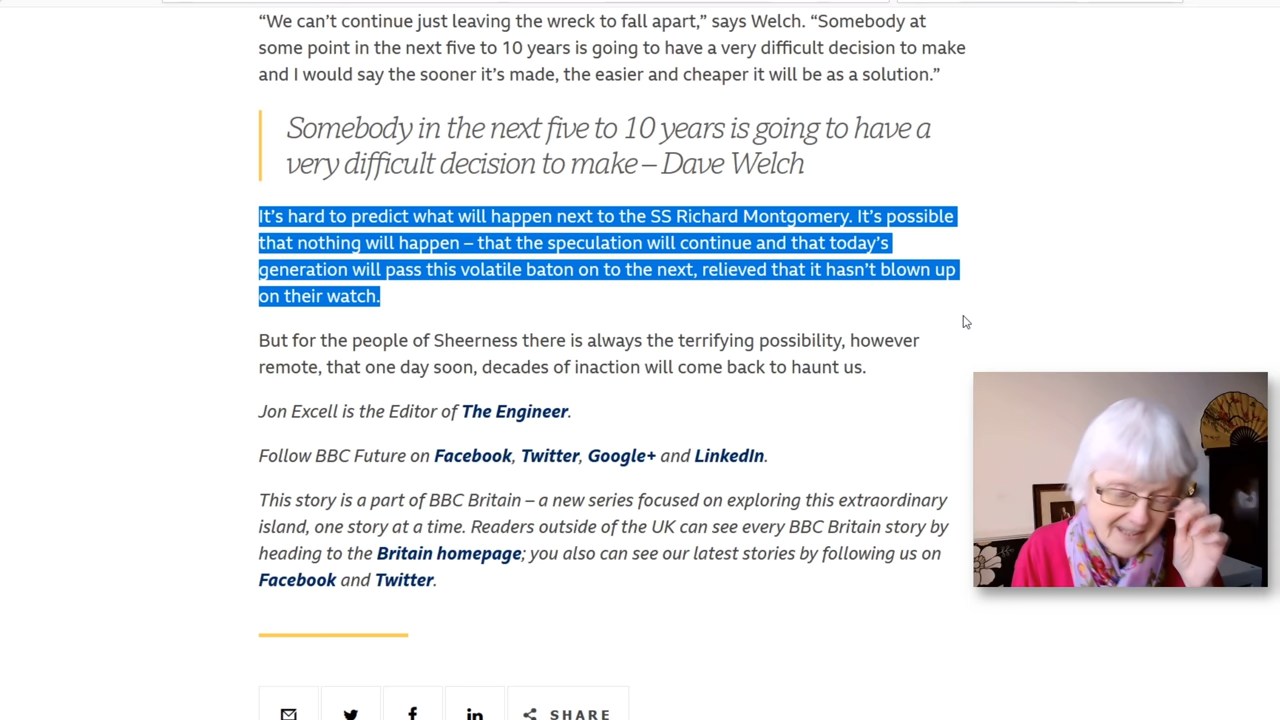 “We can’t continue just leaving the wreck to fall apart,” says Welch. “Somebody at
some point in the next five to 10 years is going to have a very difficult decision to make
and I would say the sooner it’s made, the easier and cheaper it will be as a solution.”
Somebody in the next five to 10 years is going to have a
very difficult decision to make – Dave Welch
It’s hard to predict what will happen next to the SS Richard Montgomery. It’s possible
that nothing will happen – that the speculation will continue and that today’s
generation will pass this volatile baton on to the next, relieved that it hasn’t blown up
on their watch.
But for the people of Sheerness there is always the terrifying possibility, however
remote, that one day soon, decades of inaction will come back to haunt us.
Jon Excell is the Editor of The Engineer.
Follow BBC Future on Facebook, Twitter, Google+ and LinkedIn.
This story is a part of BBC Britain – a new series focused on exploring this extraordinary
island, one story at a time. Readers outside of the UK can see every BBC Britain story by
heading to the Britain homepage; you also can see our latest stories by following us on
Facebook and Twitter.
SHARE